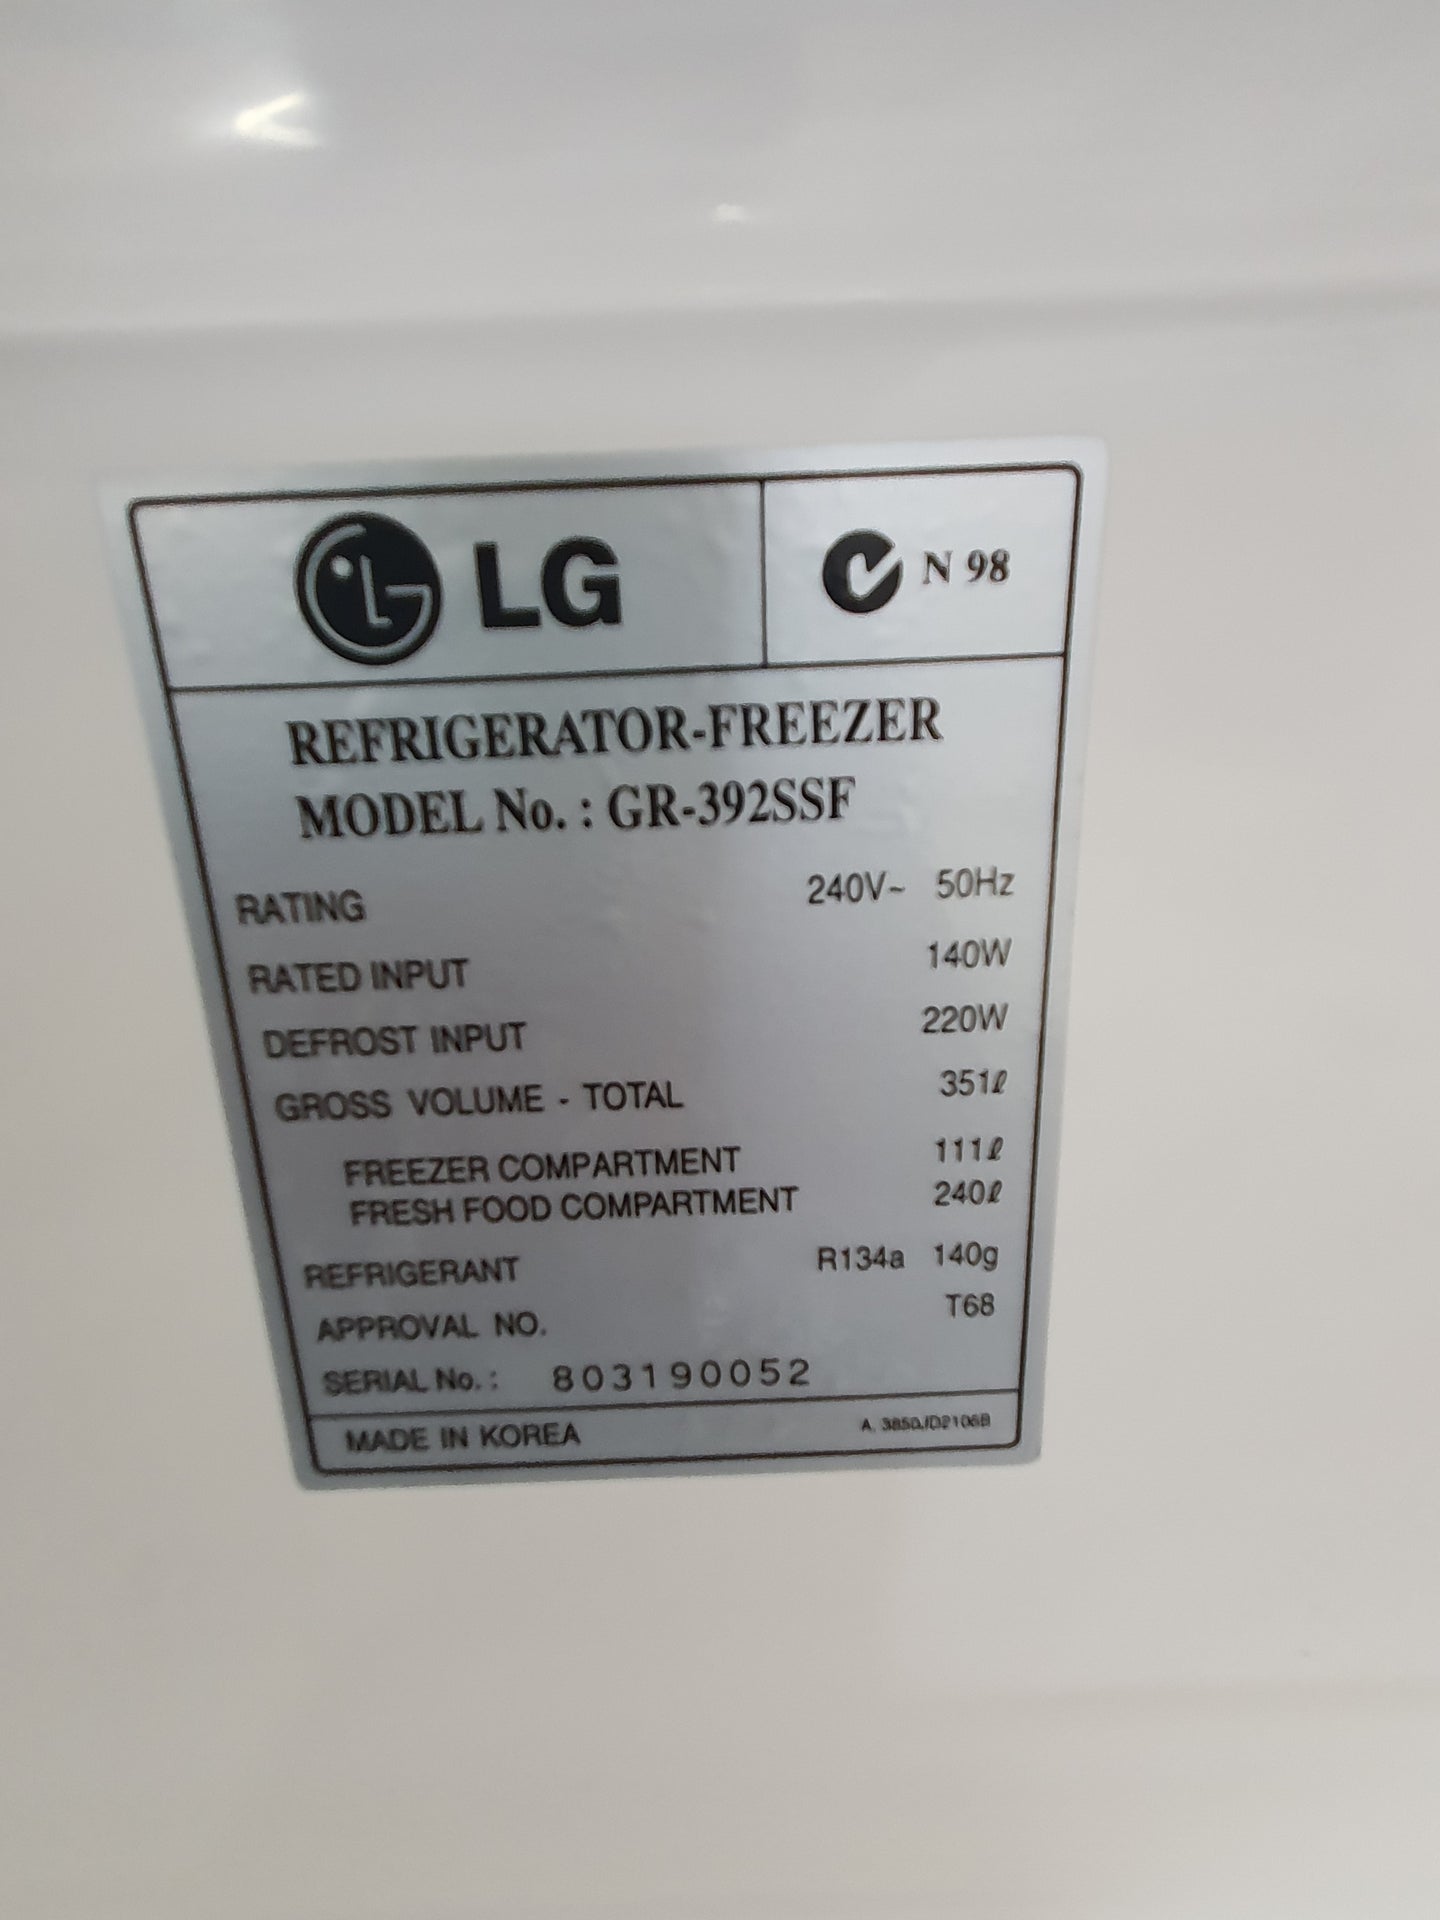 LG N 98
REFRIGERATOR-FREEZER
MODEL No. : GR-392SSF
RATING 240V~ 50Hz
RATED INPUT 140W
DEFROST INPUT 220W
GROSS VOLUME - TOTAL 351ℓ
FREEZER COMPARTMENT 111ℓ
FRESH FOOD COMPARTMENT 240ℓ
REFRIGERANT R134a 140g
APPROVAL NO. T68
SERIAL No. : 803190052
MADE IN KOREA A. 3850JD2106B